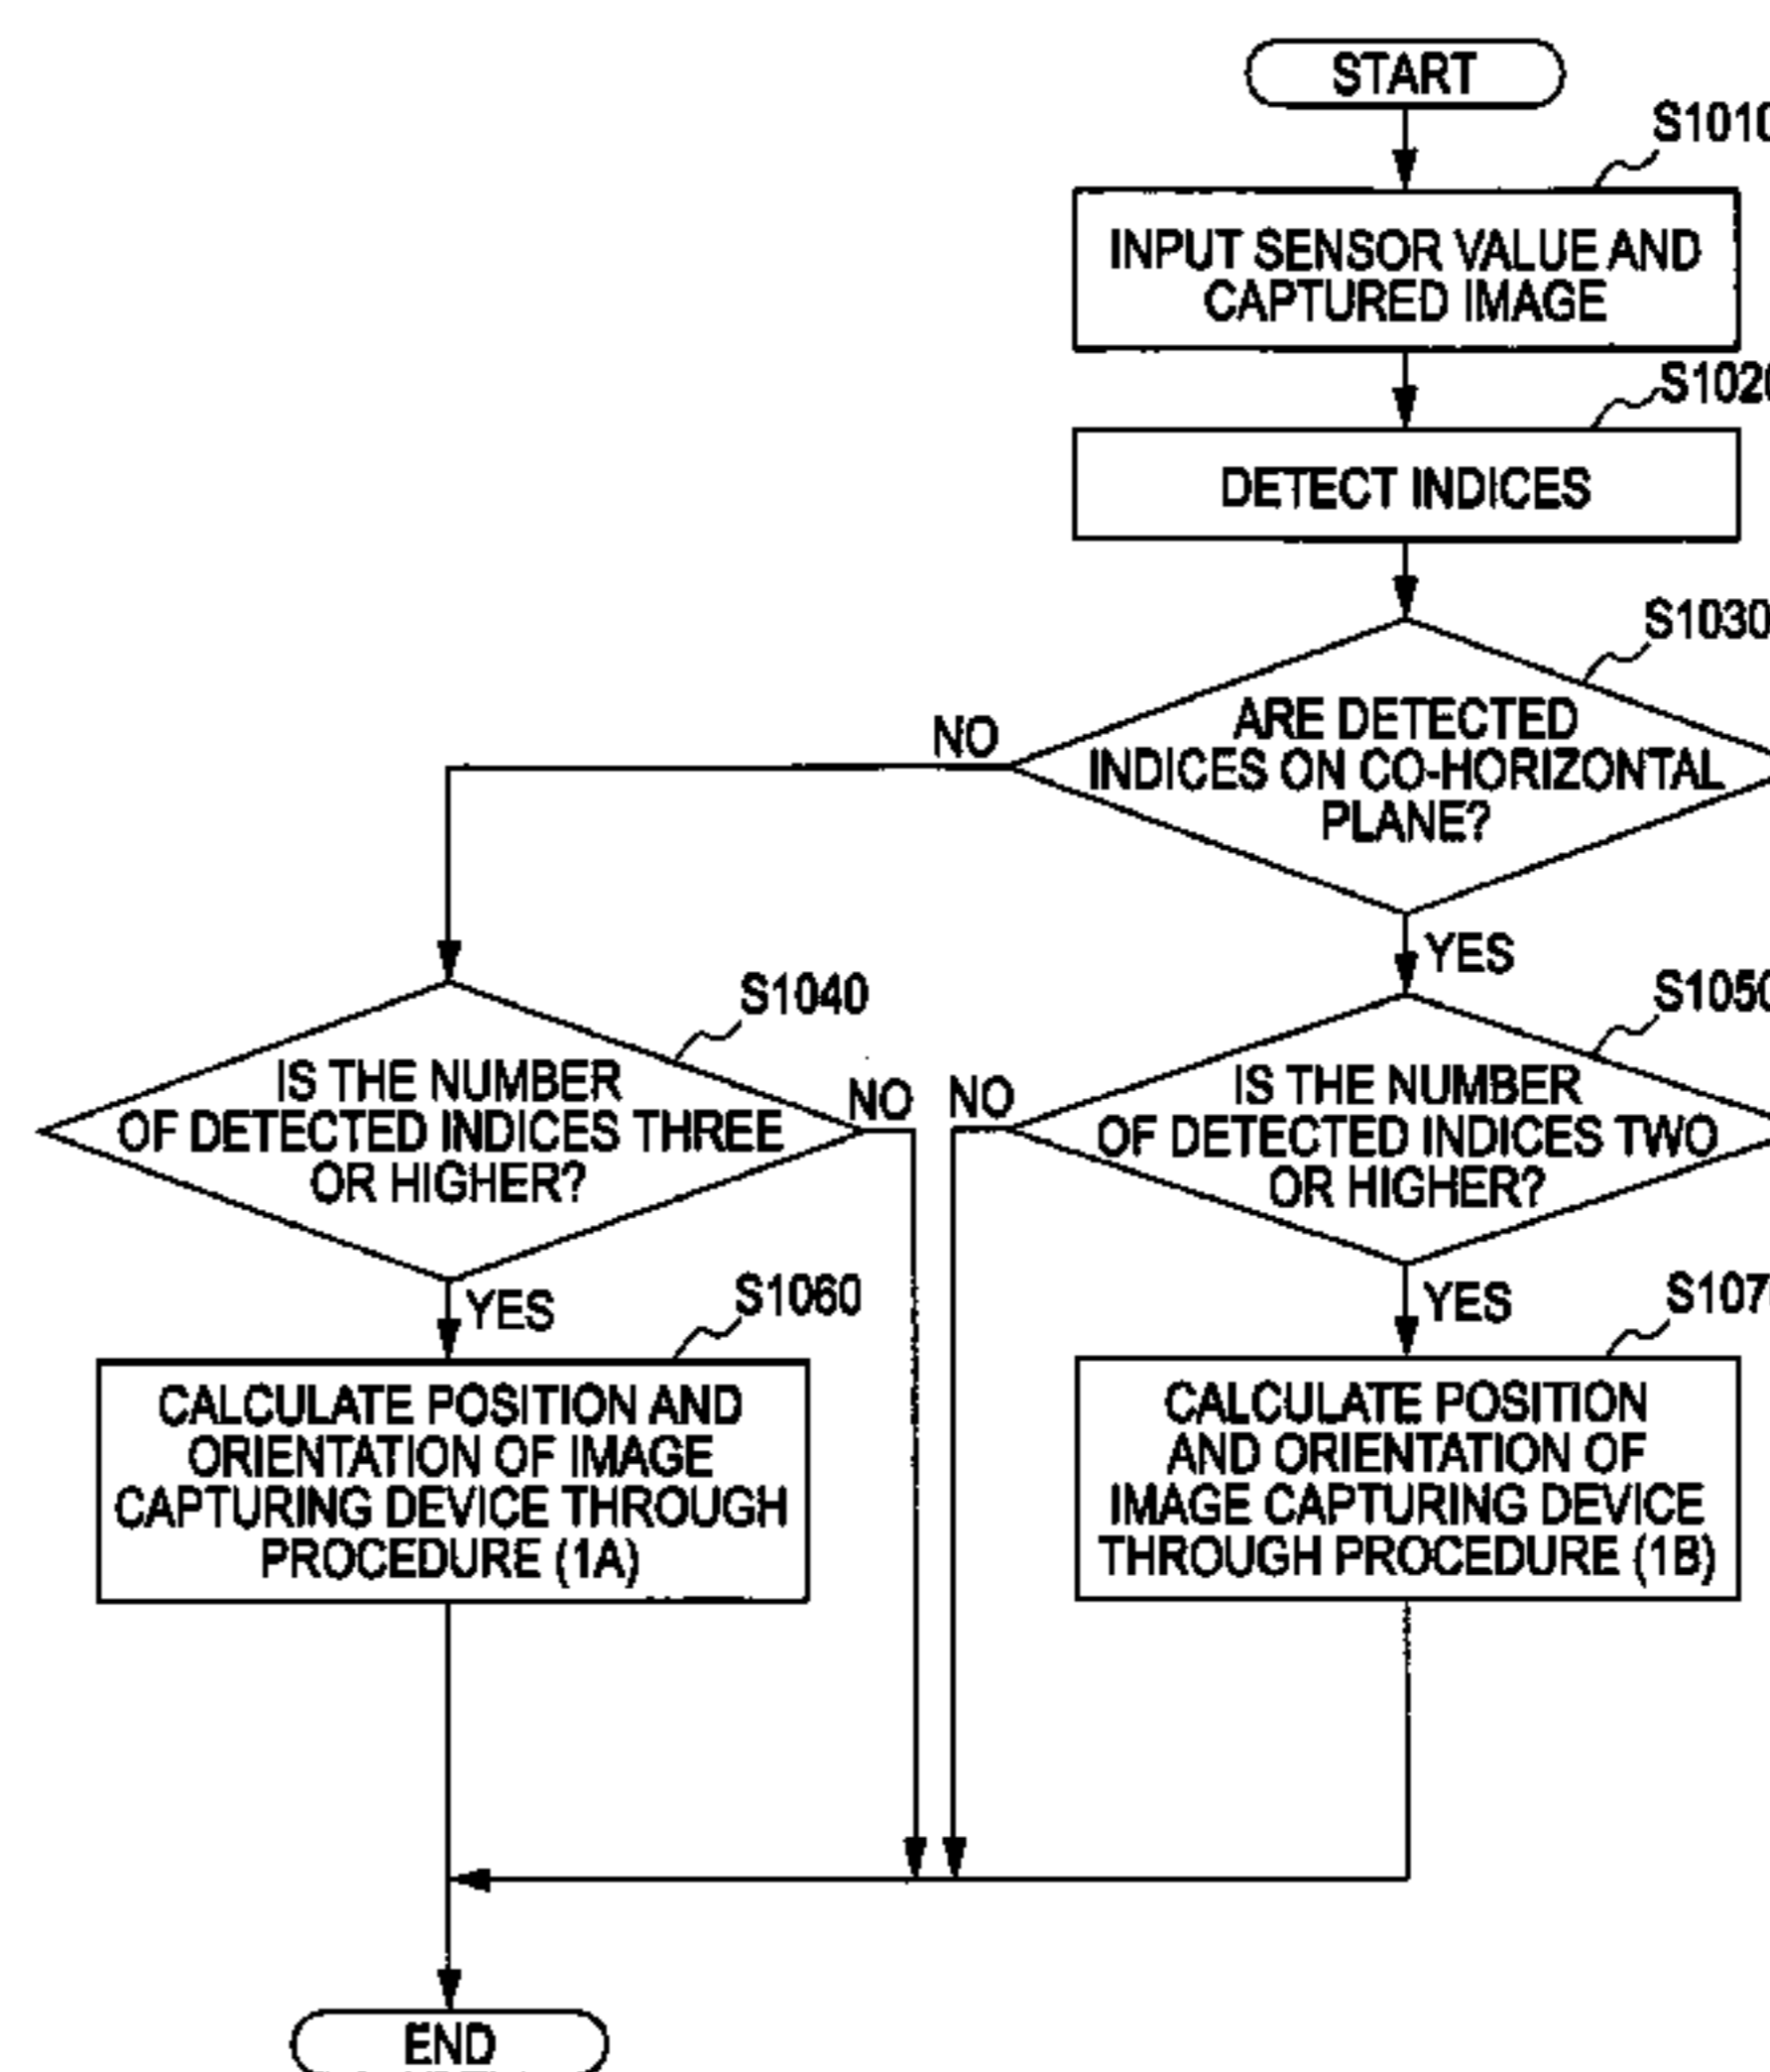 START
S1010
INPUT SENSOR VALUE AND
CAPTURED IMAGE
S1020
DETECT INDICES
S1030
ARE DETECTED
INDICES ON CO-HORIZONTAL
PLANE?
NO
YES
S1040
IS THE NUMBER
OF DETECTED INDICES THREE
OR HIGHER?
NO
YES
S1050
IS THE NUMBER
OF DETECTED INDICES TWO
OR HIGHER?
NO
YES
S1060
CALCULATE POSITION AND
ORIENTATION OF IMAGE
CAPTURING DEVICE THROUGH
PROCEDURE (1A)
S107
CALCULATE POSITION
AND ORIENTATION OF
IMAGE CAPTURING DEVICE
THROUGH PROCEDURE (1B)
END